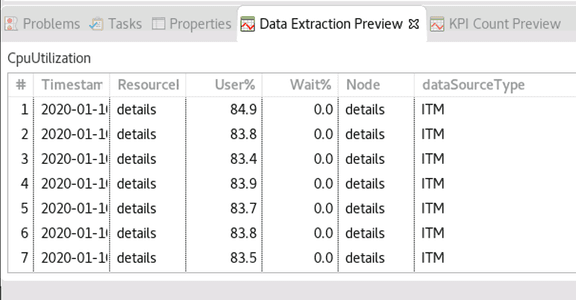 Problems Tasks Properties Data Extraction Preview KPI Count Preview
CpuUtilization
# Timestam Resourcel User% Wait% Node dataSourceType
1 2020-01-1 details 84.9 0.0 details ITM
2 2020-01-1 details 83.8 0.0 details ITM
3 2020-01-1 details 83.4 0.0 details ITM
4 2020-01-1 details 83.9 0.0 details ITM
5 2020-01-1 details 83.7 0.0 details ITM
6 2020-01-1 details 83.8 0.0 details ITM
7 2020-01-1 details 83.5 0.0 details ITM